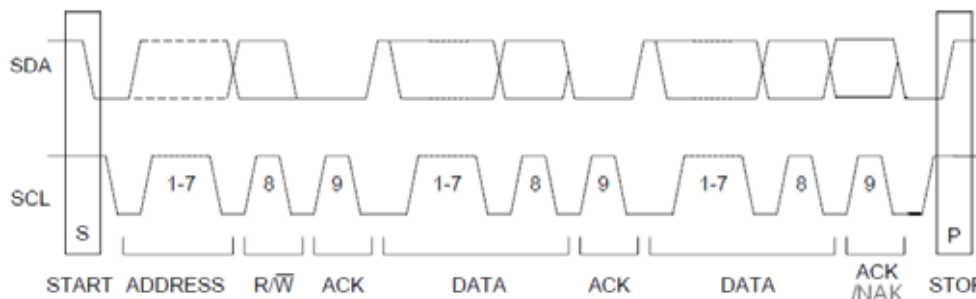 SDA
SCL
1-7 8 9 1-7 8 9 1-7 8 9
S P
START ADDRESS R/W̅ ACK DATA ACK DATA ACK
/NAK STOP